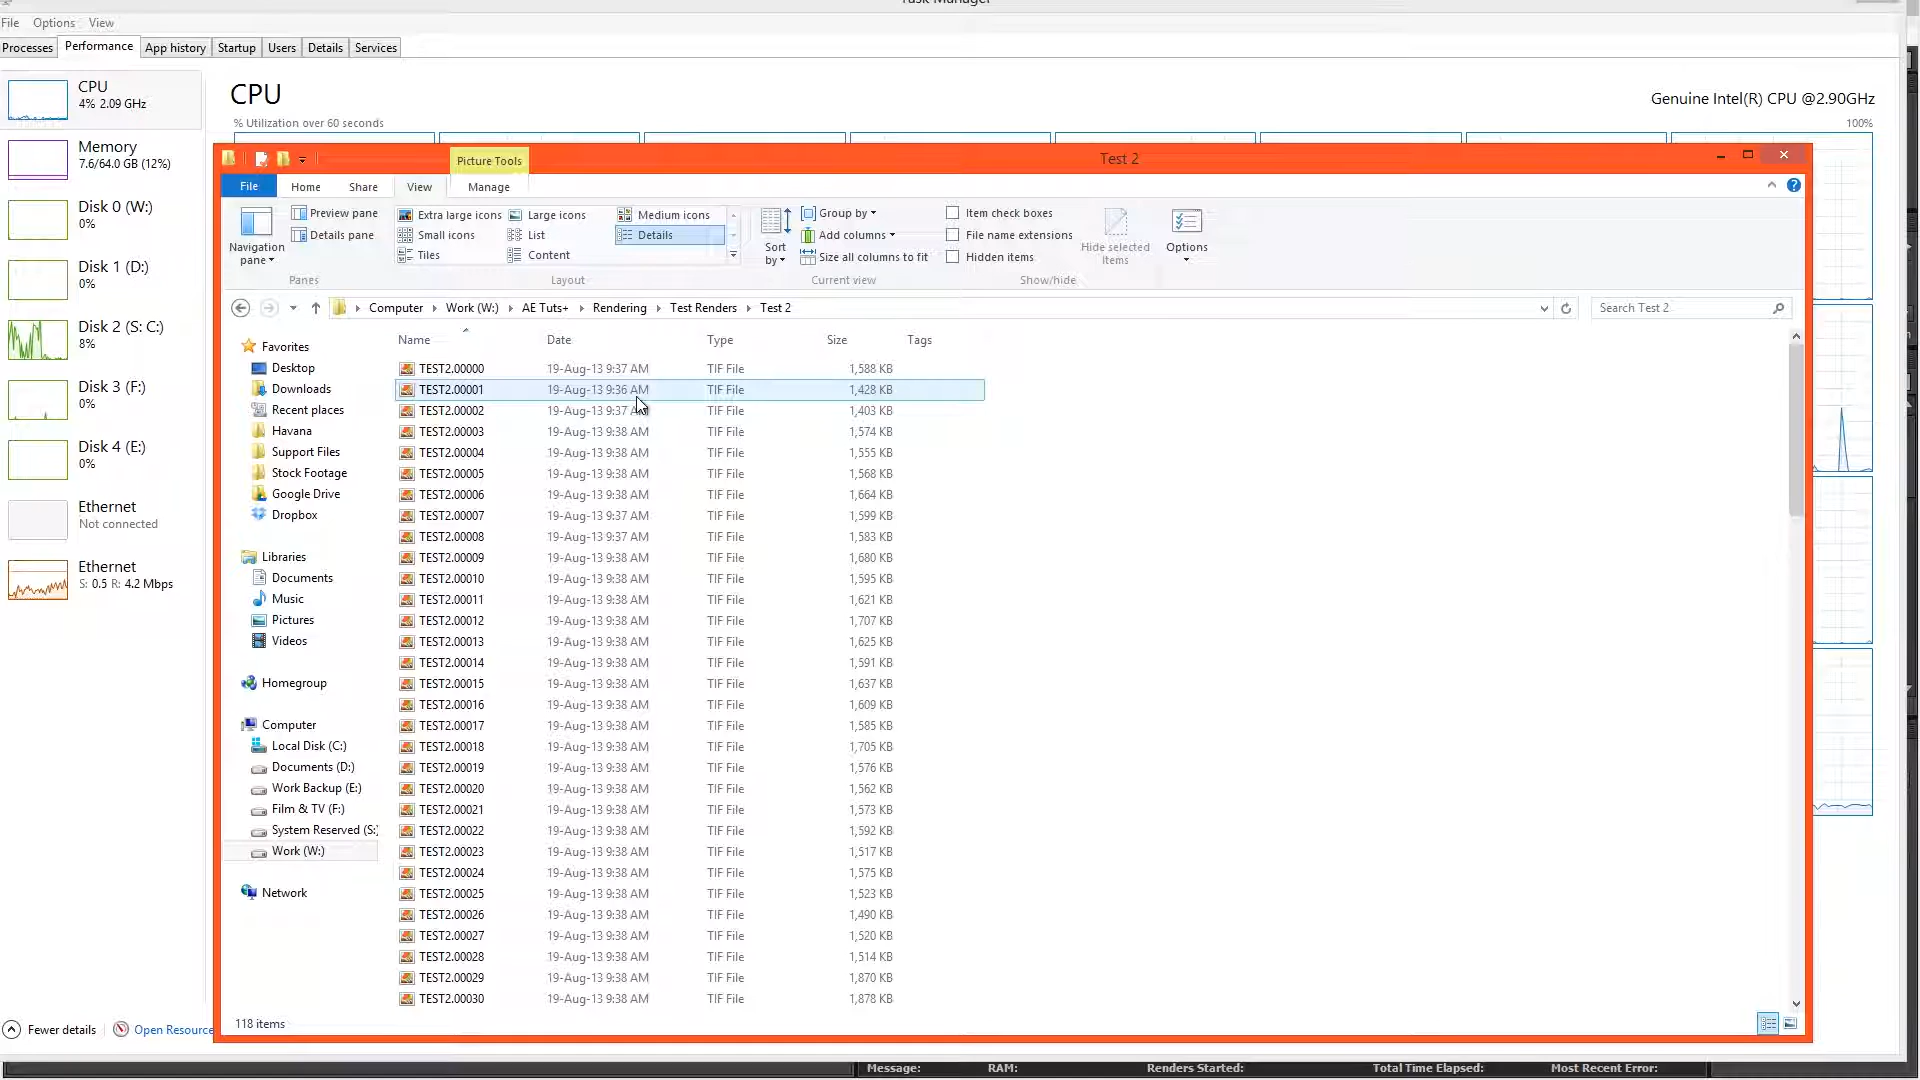 Task Manager
File Options View
Processes Performance App history Startup Users Details Services
CPU
4% 2.09 GHz
Memory
7.6/64.0 GB (12%)
Disk 0 (W:)
0%
Disk 1 (D:)
0%
Disk 2 (S: C:)
8%
Disk 3 (F:)
0%
Disk 4 (E:)
0%
Ethernet
Not connected
Ethernet
S: 0.5 R: 4.2 Mbps
CPU
Genuine Intel(R) CPU @2.90GHz
% Utilization over 60 seconds
100%
Picture Tools
Test 2
File Home Share View Manage
Navigation pane
Preview pane
Details pane
Panes
Extra large icons Large icons Medium icons
Small icons List Details
Tiles Content
Layout
Sort by
Group by
Add columns
Size all columns to fit
Current view
Item check boxes
File name extensions
Hidden items
Hide selected items
Show/hide
Options
Computer Work (W:) AE Tuts+ Rendering Test Renders Test 2
Search Test 2
Favorites
Desktop
Downloads
Recent places
Havana
Support Files
Stock Footage
Google Drive
Dropbox
Libraries
Documents
Music
Pictures
Videos
Homegroup
Computer
Local Disk (C:)
Documents (D:)
Work Backup (E:)
Film & TV (F:)
System Reserved (S:)
Work (W:)
Network
Name Date Type Size Tags
TEST2.00000 19-Aug-13 9:37 AM TIF File 1,588 KB
TEST2.00001 19-Aug-13 9:36 AM TIF File 1,428 KB
TEST2.00002 19-Aug-13 9:37 AM TIF File 1,403 KB
TEST2.00003 19-Aug-13 9:38 AM TIF File 1,574 KB
TEST2.00004 19-Aug-13 9:38 AM TIF File 1,555 KB
TEST2.00005 19-Aug-13 9:38 AM TIF File 1,568 KB
TEST2.00006 19-Aug-13 9:38 AM TIF File 1,664 KB
TEST2.00007 19-Aug-13 9:37 AM TIF File 1,599 KB
TEST2.00008 19-Aug-13 9:37 AM TIF File 1,583 KB
TEST2.00009 19-Aug-13 9:38 AM TIF File 1,680 KB
TEST2.00010 19-Aug-13 9:38 AM TIF File 1,595 KB
TEST2.00011 19-Aug-13 9:38 AM TIF File 1,621 KB
TEST2.00012 19-Aug-13 9:38 AM TIF File 1,707 KB
TEST2.00013 19-Aug-13 9:38 AM TIF File 1,625 KB
TEST2.00014 19-Aug-13 9:38 AM TIF File 1,591 KB
TEST2.00015 19-Aug-13 9:38 AM TIF File 1,637 KB
TEST2.00016 19-Aug-13 9:38 AM TIF File 1,609 KB
TEST2.00017 19-Aug-13 9:38 AM TIF File 1,585 KB
TEST2.00018 19-Aug-13 9:38 AM TIF File 1,705 KB
TEST2.00019 19-Aug-13 9:38 AM TIF File 1,576 KB
TEST2.00020 19-Aug-13 9:38 AM TIF File 1,562 KB
TEST2.00021 19-Aug-13 9:38 AM TIF File 1,573 KB
TEST2.00022 19-Aug-13 9:38 AM TIF File 1,592 KB
TEST2.00023 19-Aug-13 9:38 AM TIF File 1,517 KB
TEST2.00024 19-Aug-13 9:38 AM TIF File 1,575 KB
TEST2.00025 19-Aug-13 9:38 AM TIF File 1,523 KB
TEST2.00026 19-Aug-13 9:38 AM TIF File 1,490 KB
TEST2.00027 19-Aug-13 9:38 AM TIF File 1,520 KB
TEST2.00028 19-Aug-13 9:38 AM TIF File 1,514 KB
TEST2.00029 19-Aug-13 9:38 AM TIF File 1,870 KB
TEST2.00030 19-Aug-13 9:38 AM TIF File 1,878 KB
118 items
Fewer details Open Resource
Message: RAM: Renders Started: Total Time Elapsed: Most Recent Error: